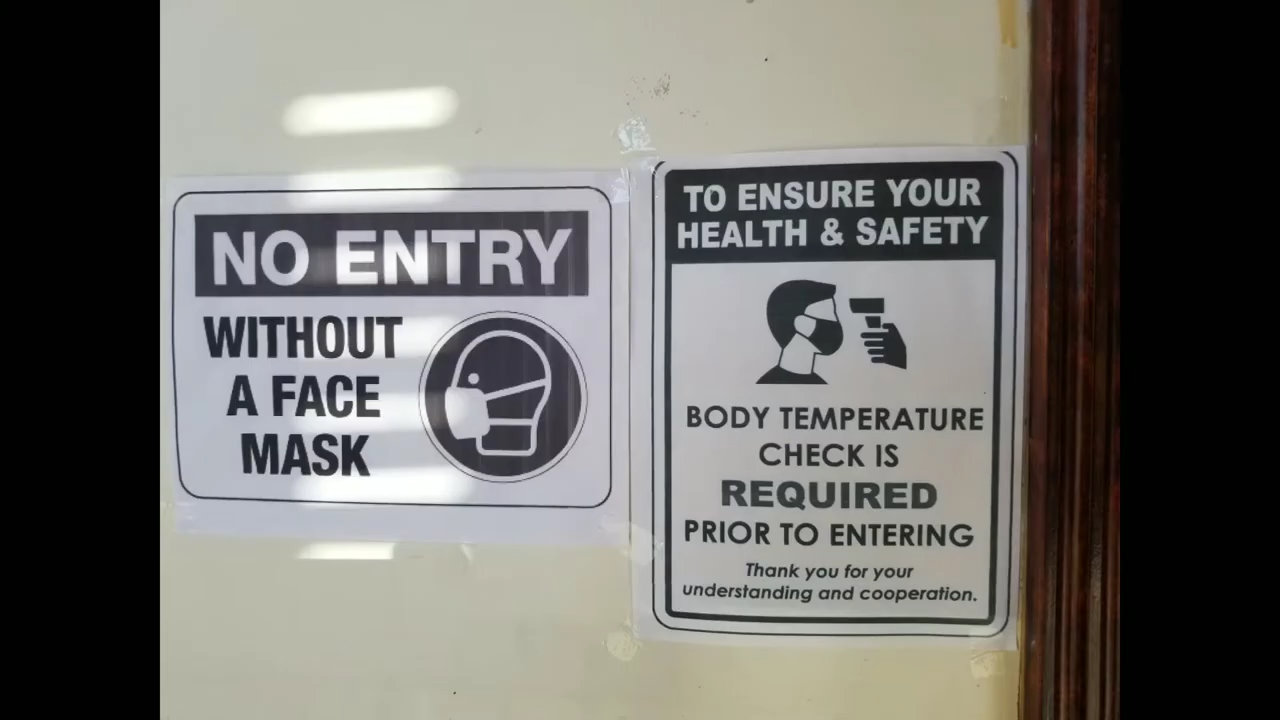 NO ENTRY
WITHOUT
A FACE
MASK
TO ENSURE YOUR
HEALTH & SAFETY
BODY TEMPERATURE
CHECK IS
REQUIRED
PRIOR TO ENTERING
Thank you for your
understanding and cooperation.